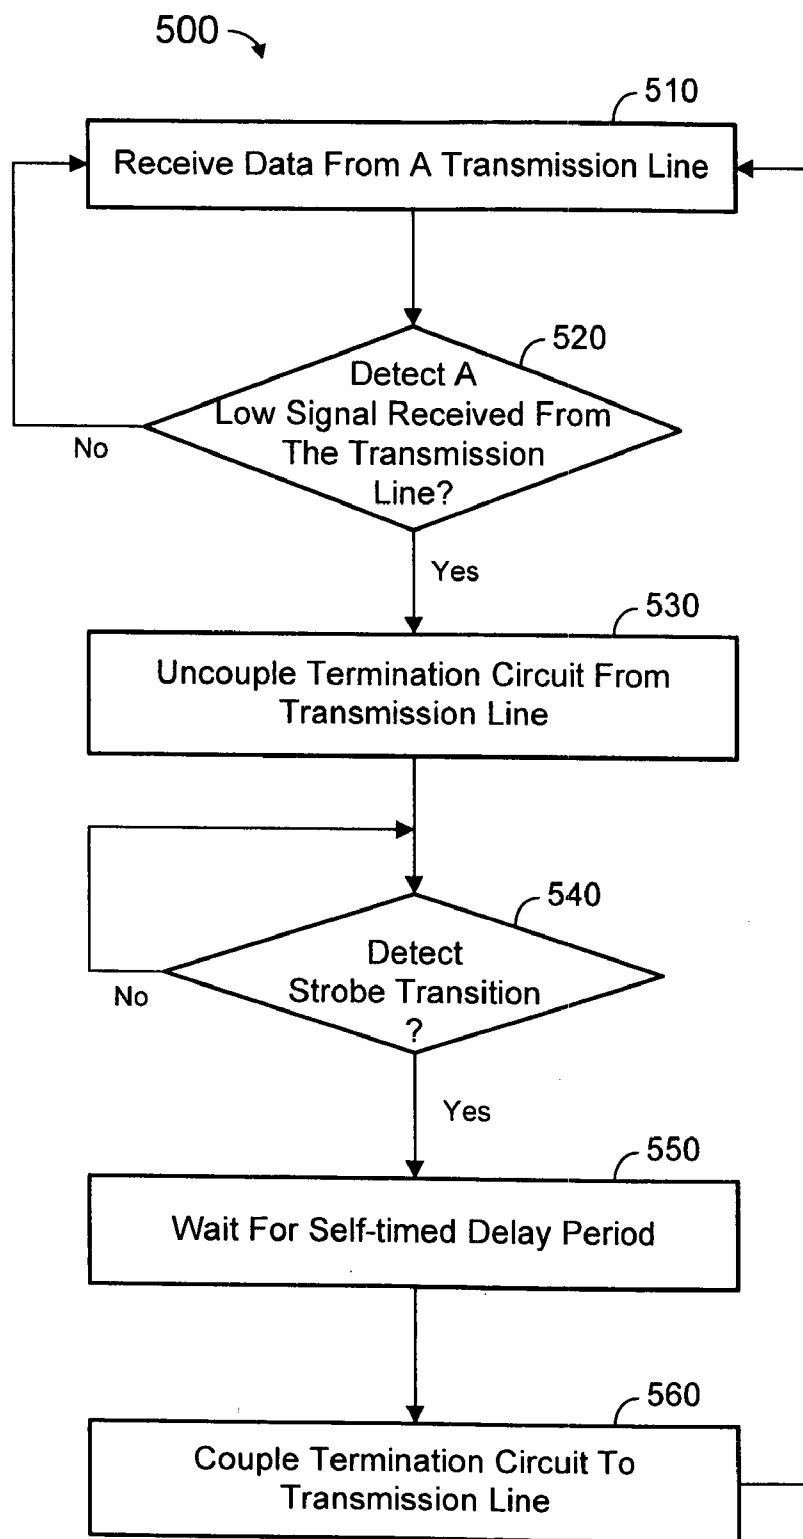 500
510
Receive Data From A Transmission Line
520
Detect A
Low Signal Received From
The Transmission
Line?
No
Yes
530
Uncouple Termination Circuit From
Transmission Line
540
Detect
Strobe Transition
?
No
Yes
550
Wait For Self-timed Delay Period
560
Couple Termination Circuit To
Transmission Line